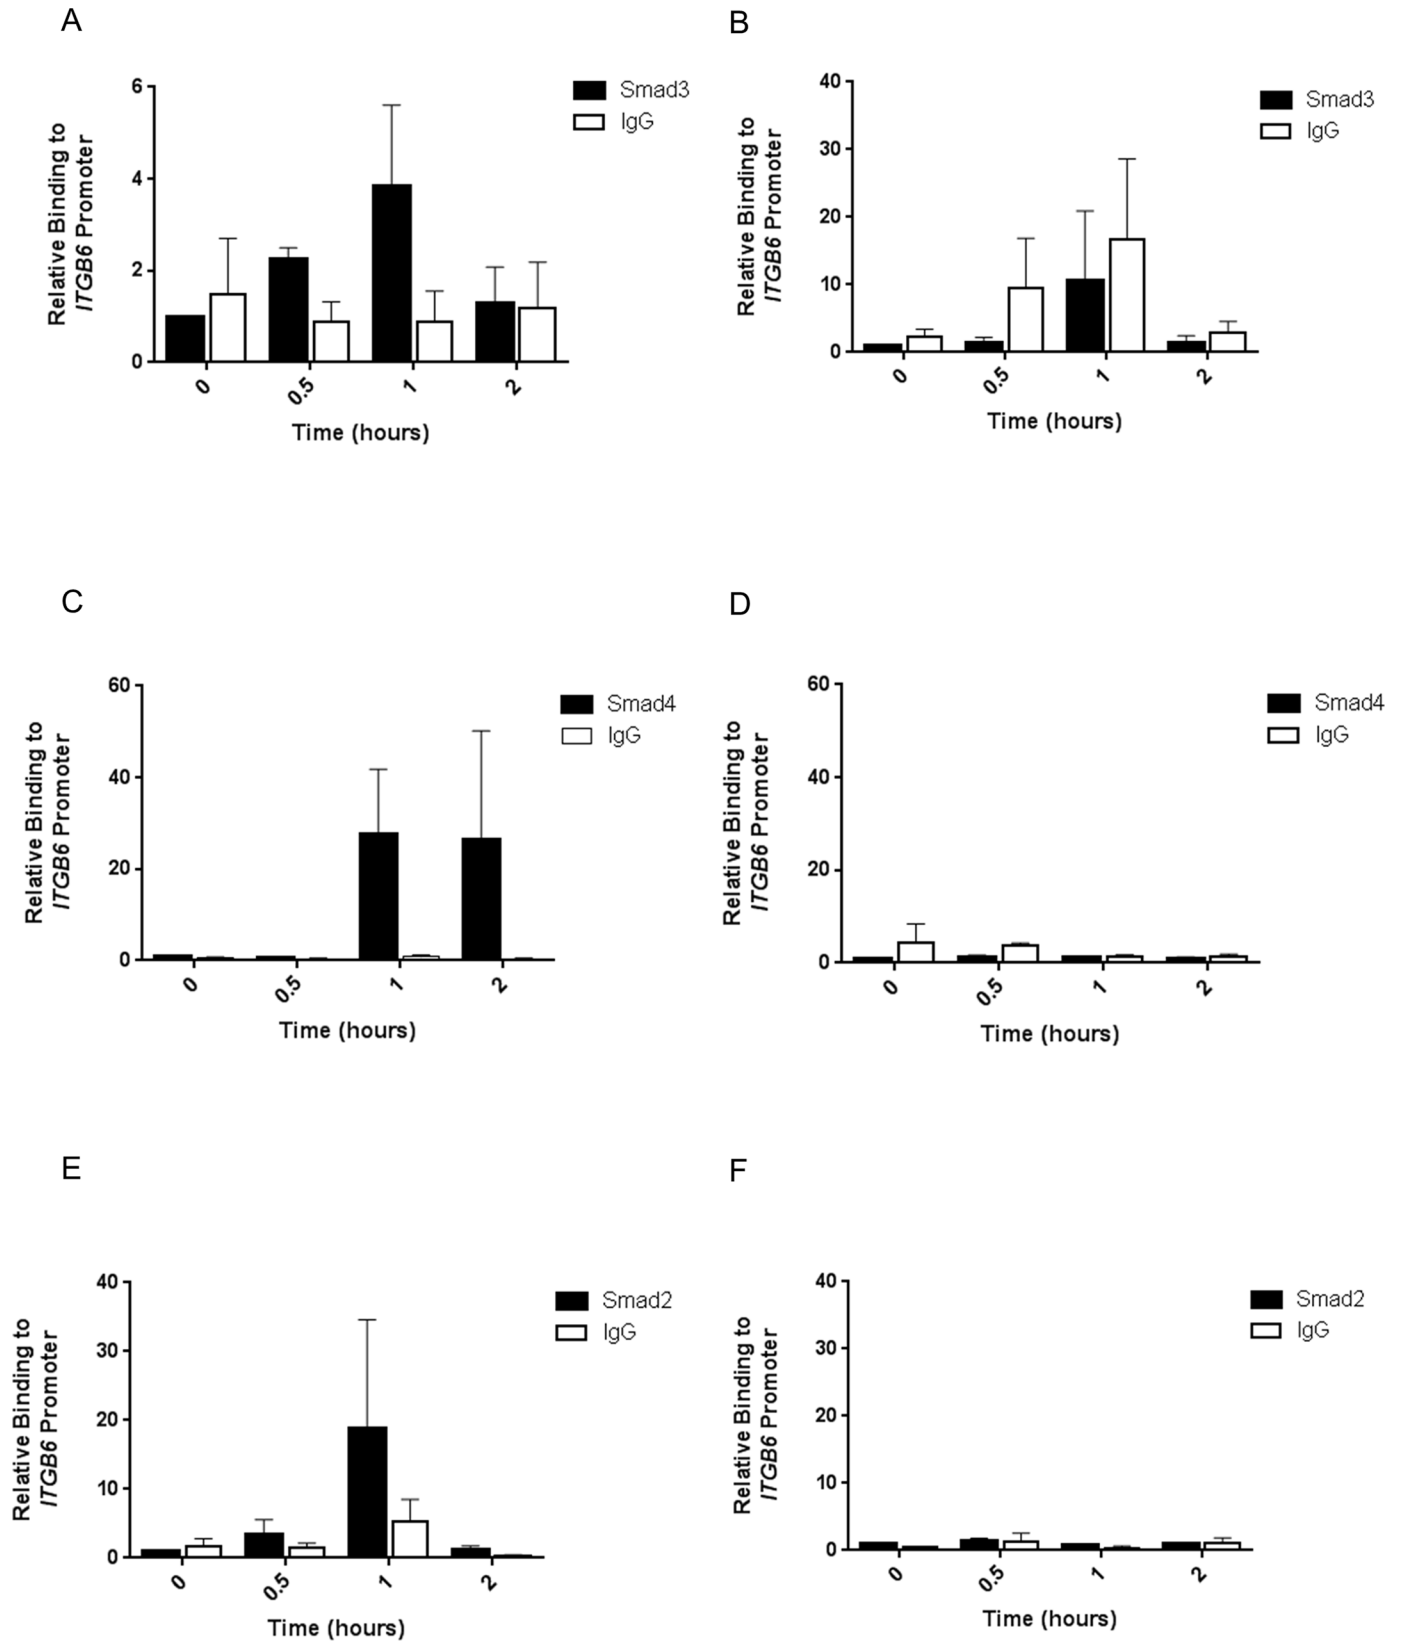 A
Relative Binding to
ITGB6 Promoter
6
4
2
0
Smad3
IgG
0
0.5
1
2
Time (hours)
B
Relative Binding to
ITGB6 Promoter
40
30
20
10
0
Smad3
IgG
0
0.5
1
2
Time (hours)
C
Relative Binding to
ITGB6 Promoter
60
40
20
0
Smad4
IgG
0
0.5
1
2
Time (hours)
D
Relative Binding to
ITGB6 Promoter
60
40
20
0
Smad4
IgG
0
0.5
1
2
Time (hours)
E
Relative Binding to
ITGB6 Promoter
40
30
20
10
0
Smad2
IgG
0
0.5
1
2
Time (hours)
F
Relative Binding to
ITGB6 Promoter
40
30
20
10
0
Smad2
IgG
0
0.5
1
2
Time (hours)